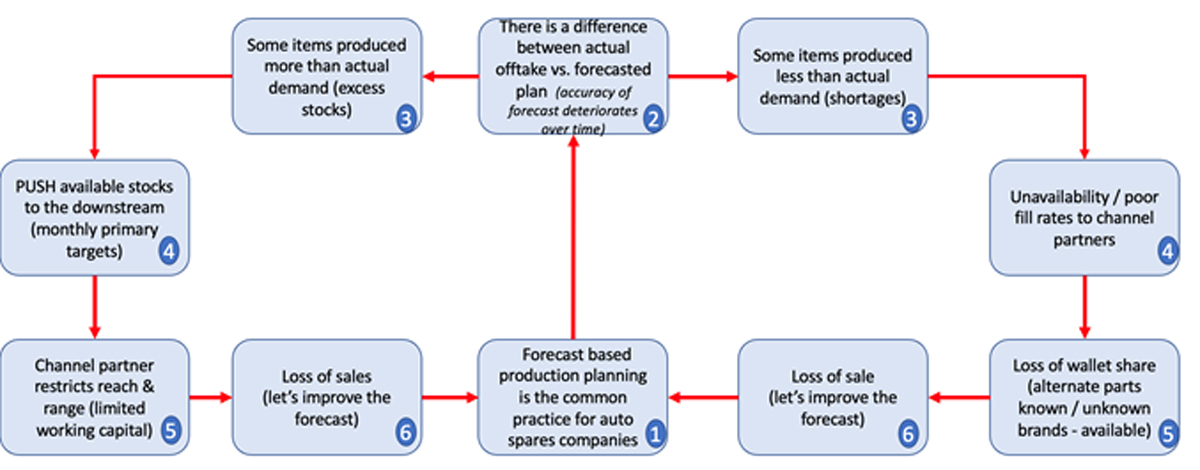 Some items produced
more than actual
demand (excess
stocks)
3
There is a difference
between actual
offtake vs. forecasted
plan (accuracy of
forecast deteriorates
over time)
2
Some items produced
less than actual
demand (shortages)
3
PUSH available stocks
to the downstream
(monthly primary
targets)
4
Unavailability / poor
fill rates to channel
partners
4
Channel partner
restricts reach &
range (limited
working capital)
5
Loss of sales
(let's improve the
forecast)
6
Forecast based
production planning
is the common
practice for auto
spares companies
1
Loss of sale
(let's improve the
forecast)
6
Loss of wallet share
(alternate parts
known / unknown
brands - available)
5